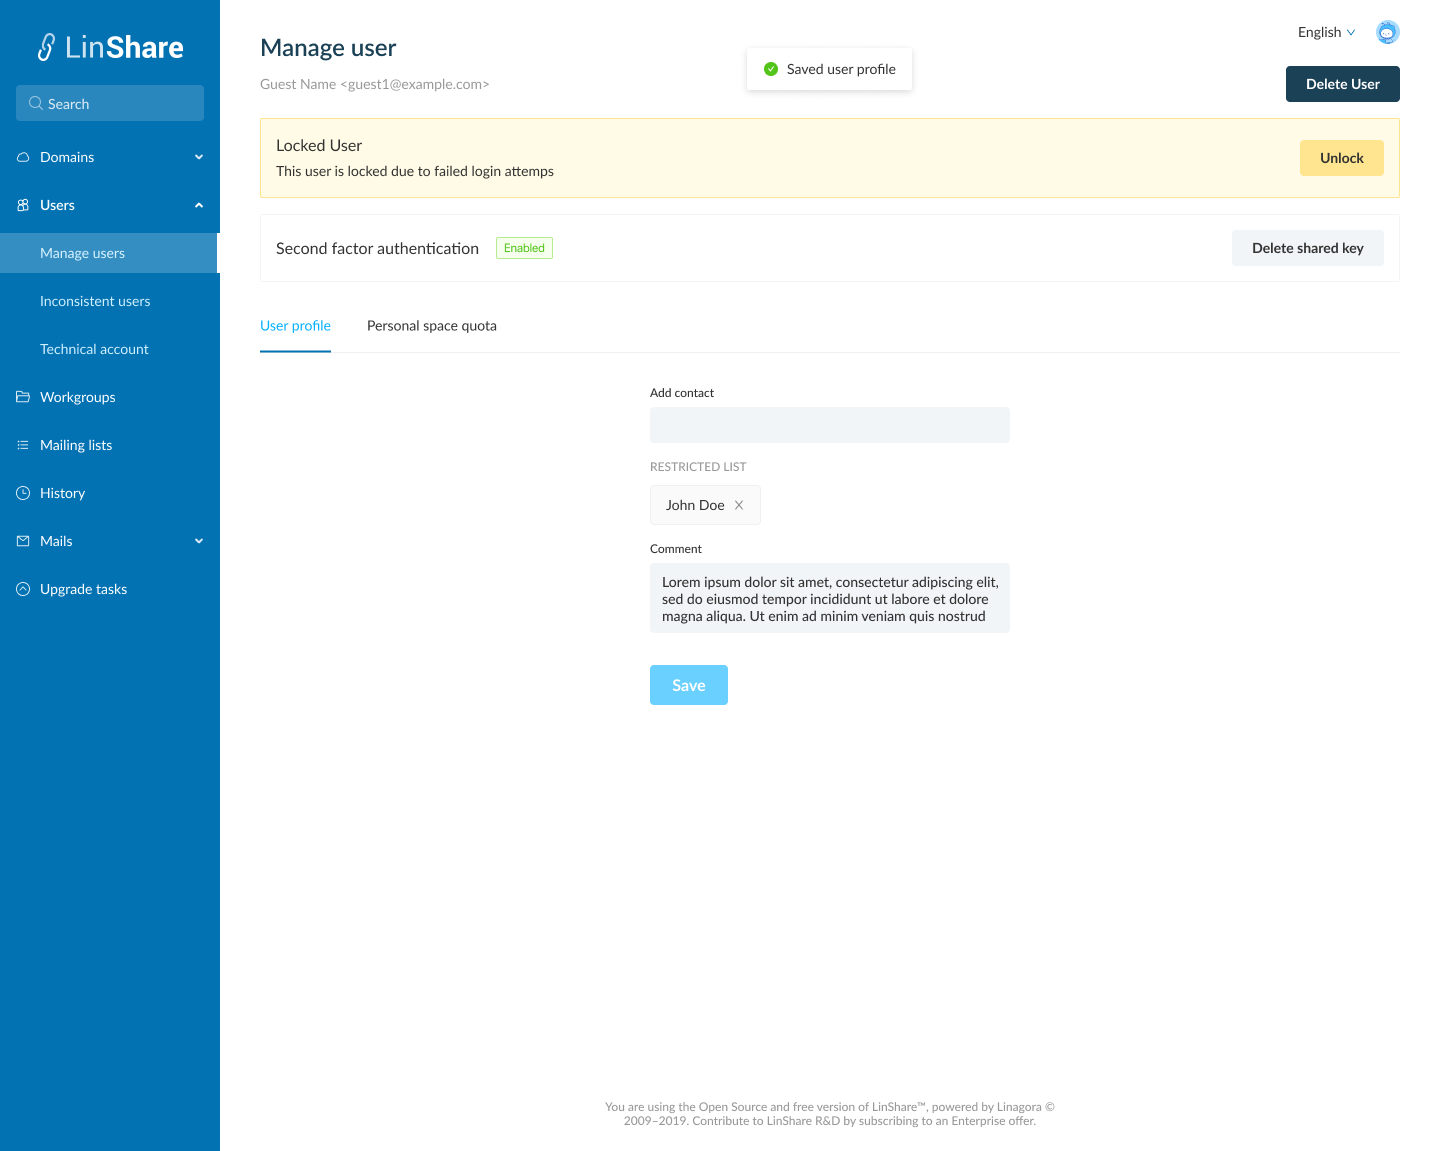 LinShare
Search
Domains
Users
Manage users
Inconsistent users
Technical account
Workgroups
Mailing lists
History
Mails
Upgrade tasks
English
Manage user
Saved user profile
Guest Name <guest1@example.com>
Delete User
Locked User
This user is locked due to failed login attemps
Unlock
Second factor authentication
Enabled
Delete shared key
User profile
Personal space quota
Add contact
RESTRICTED LIST
John Doe
Comment
Lorem ipsum dolor sit amet, consectetur adipiscing elit,
sed do eiusmod tempor incididunt ut labore et dolore
magna aliqua. Ut enim ad minim veniam quis nostrud
Save
You are using the Open Source and free version of LinShare™, powered by Linagora ©
2009–2019. Contribute to LinShare R&D by subscribing to an Enterprise offer.